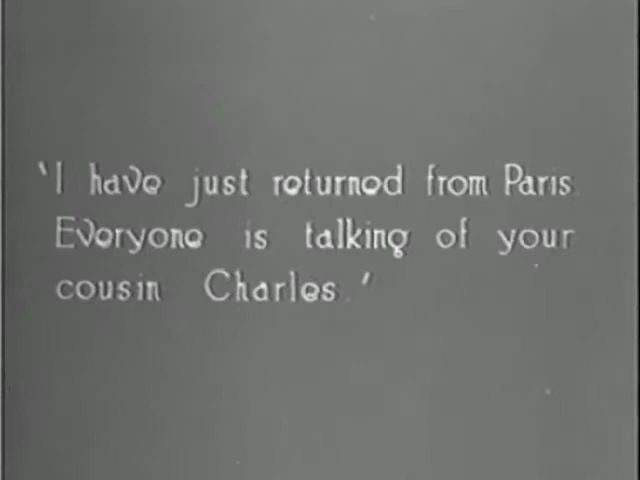 'I have just returned from Paris.
Everyone is talking of your
cousin Charles.'